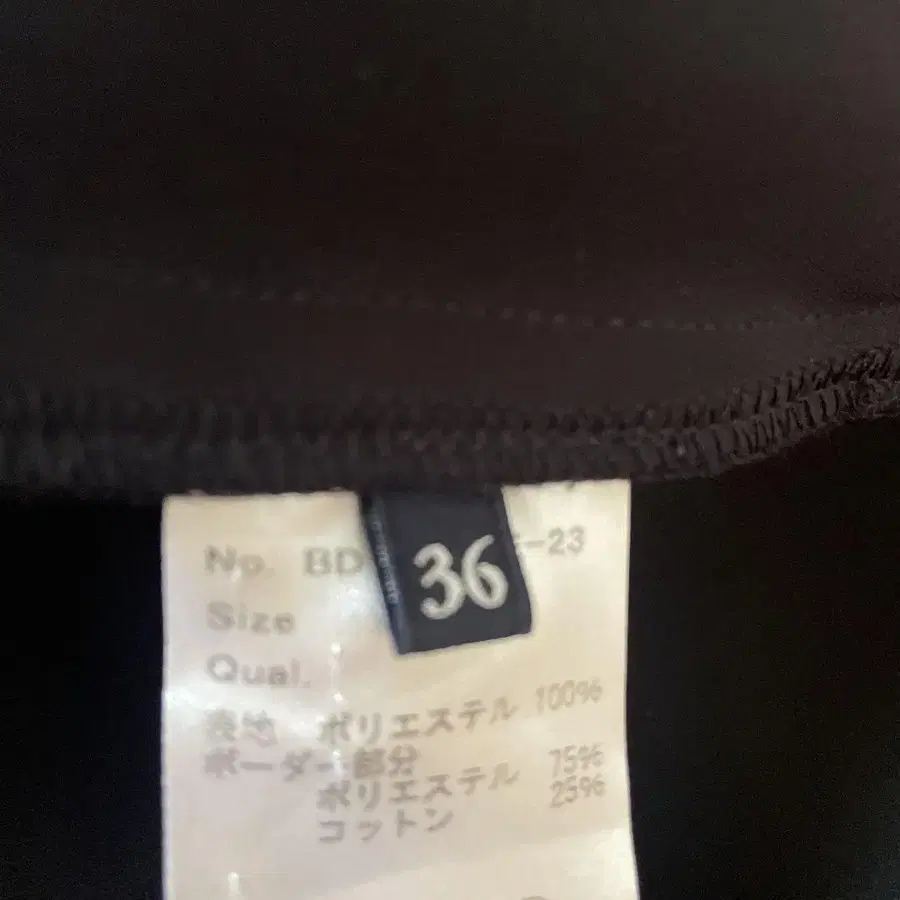 No. BD -23
36
Size
Qual.
表地 ポリエステル 100%
ボーダー部分
ポリエステル 75%
コットン 25%